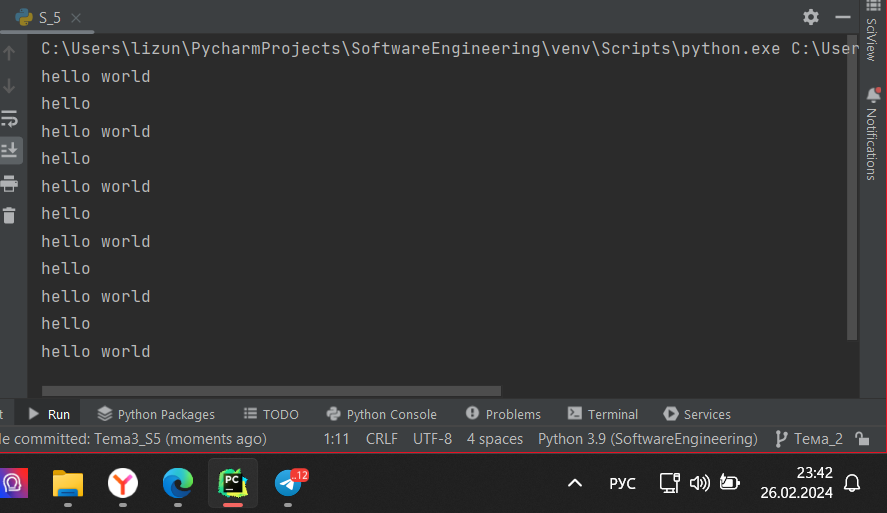 S_5
C:\Users\lizun\PycharmProjects\SoftwareEngineering\venv\Scripts\python.exe C:\User
hello world
hello
hello world
hello
hello world
hello
hello world
hello
hello world
hello
hello world
SciView
Notifications
t
Run
Python Packages
TODO
Python Console
Problems
Terminal
Services
le committed: Tema3_S5 (moments ago)
1:11
CRLF
UTF-8
4 spaces
Python 3.9 (SoftwareEngineering)
Тема_2
PC
..12
РУС
23:42
26.02.2024